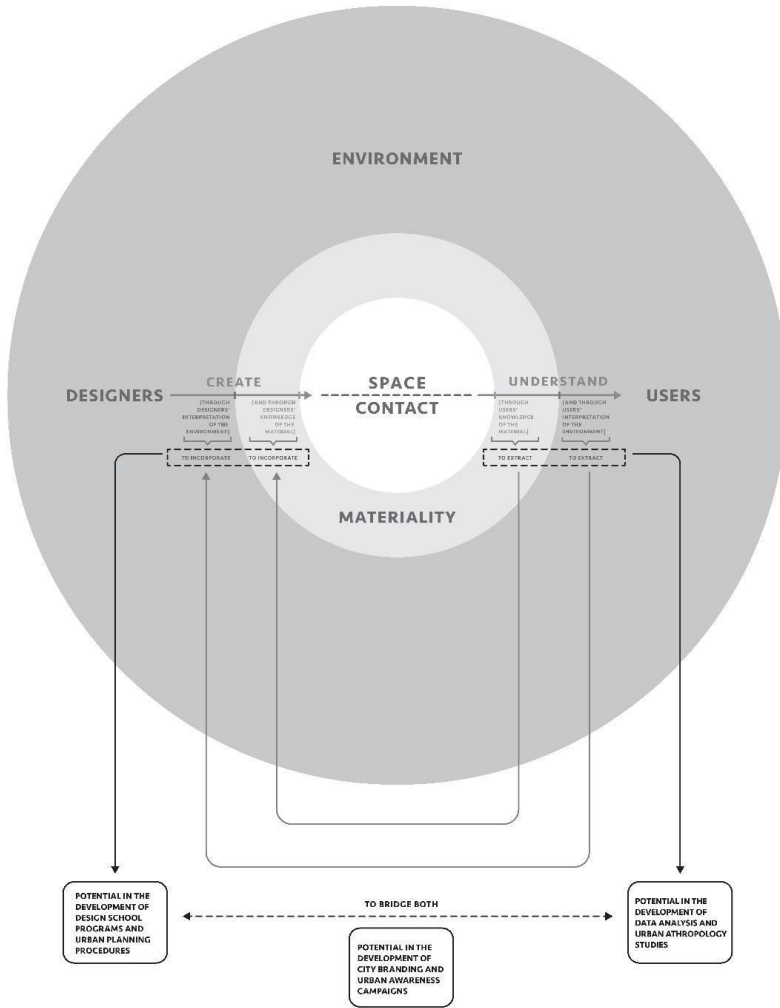 ENVIRONMENT
DESIGNERS
CREATE
[THROUGH
DESIGNERS'
INTERPRETATION
OF THE
ENVIRONMENT]
[AND THROUGH
DESIGNERS'
KNOWLEDGE
OF THE
MATERIAL]
TO INCORPORATE
TO INCORPORATE
SPACE
CONTACT
UNDERSTAND
[THROUGH
USERS'
KNOWLEDGE
OF THE
MATERIAL]
[AND THROUGH
USERS'
INTERPRETATION
OF THE
ENVIRONMENT]
TO EXTRACT
TO EXTRACT
USERS
MATERIALITY
POTENTIAL IN THE
DEVELOPMENT OF
DESIGN SCHOOL
PROGRAMS AND
URBAN PLANNING
PROCEDURES
TO BRIDGE BOTH
POTENTIAL IN THE
DEVELOPMENT OF
CITY BRANDING AND
URBAN AWARENESS
CAMPAIGNS
POTENTIAL IN THE
DEVELOPMENT OF
DATA ANALYSIS AND
URBAN ATHROPOLOGY
STUDIES